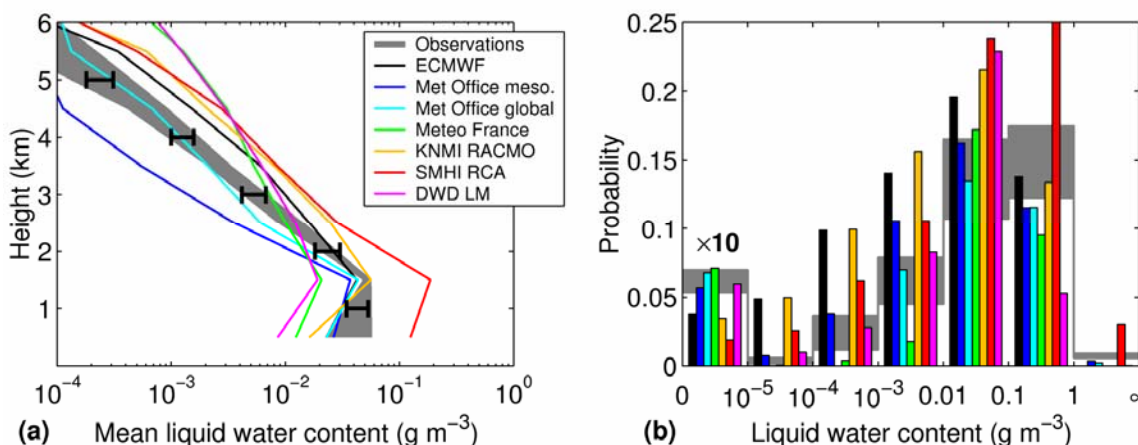 6
5
4
3
2
1
Height (km)
10⁻⁴
10⁻³
10⁻²
10⁻¹
10⁰
(a)
Mean liquid water content (g m⁻³)
Observations
ECMWF
Met Office meso.
Met Office global
Meteo France
KNMI RACMO
SMHI RCA
DWD LM
0.25
0.20
0.15
0.10
0.05
0
Probability
×10
0
10⁻⁵
10⁻⁴
10⁻³
0.01
0.1
1
(b)
Liquid water content (g m⁻³)